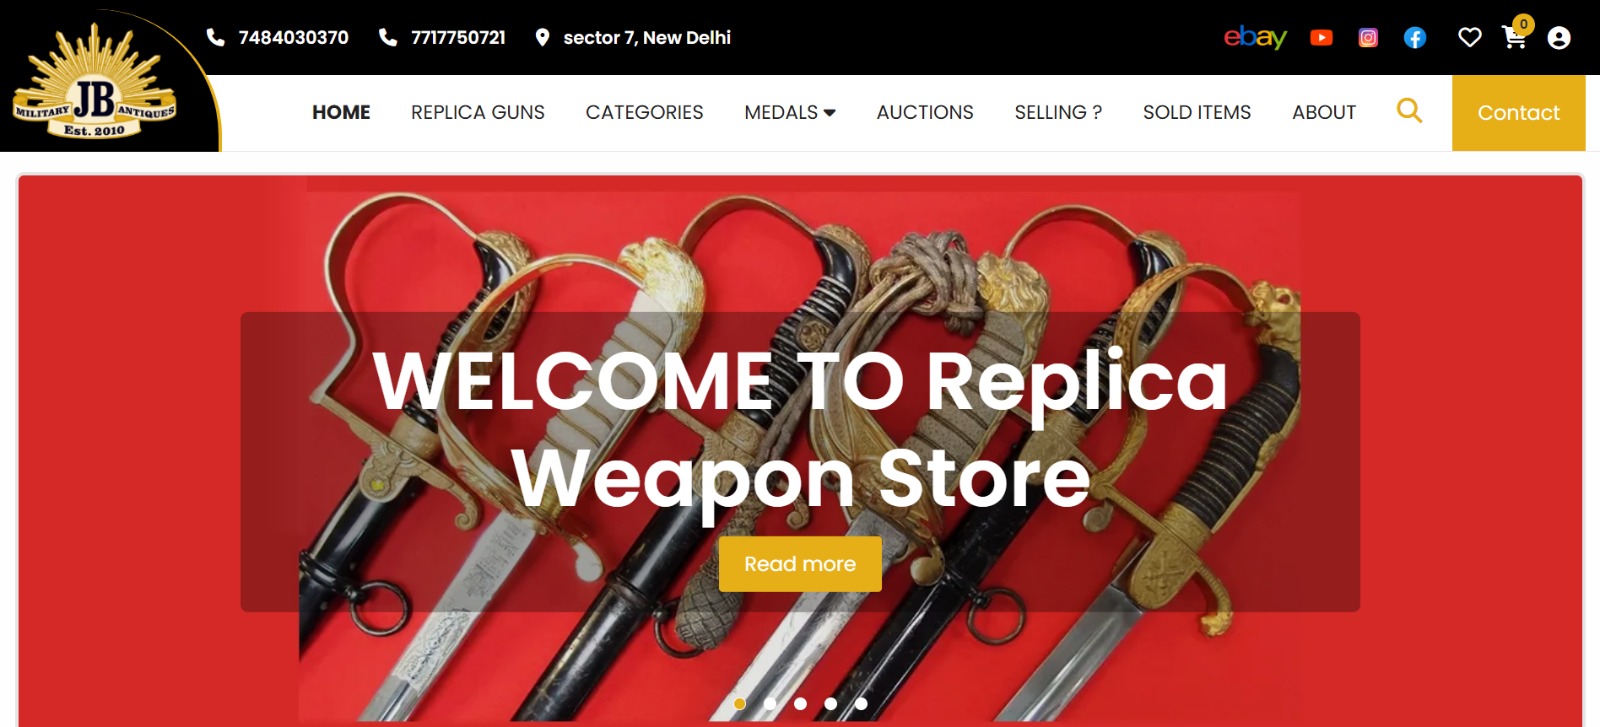 JB
MILITARY ANTIQUES
Est. 2010
7484030370
7717750721
sector 7, New Delhi
ebay
0
HOME
REPLICA GUNS
CATEGORIES
MEDALS
AUCTIONS
SELLING ?
SOLD ITEMS
ABOUT
Contact
WELCOME TO Replica
Weapon Store
Read more